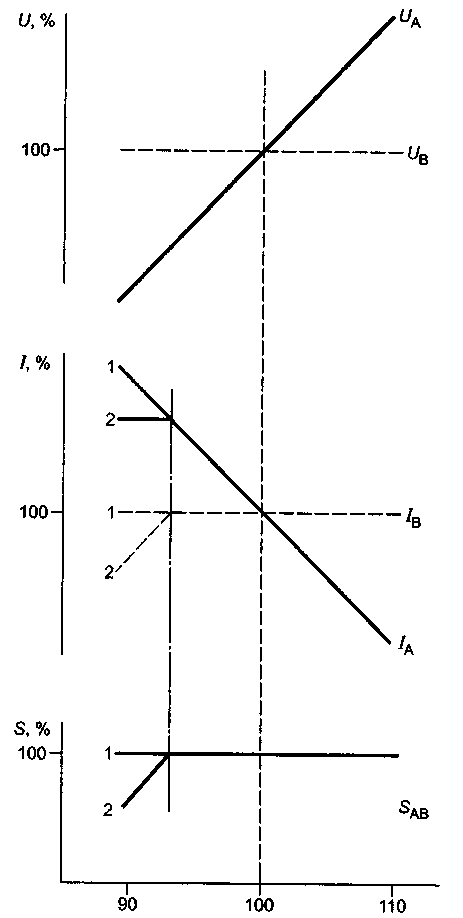 U, %
U_A
100
U_B
I, %
1
2
100
1
I_B
2
I_A
S, %
100
1
2
S_AB
90 100 110